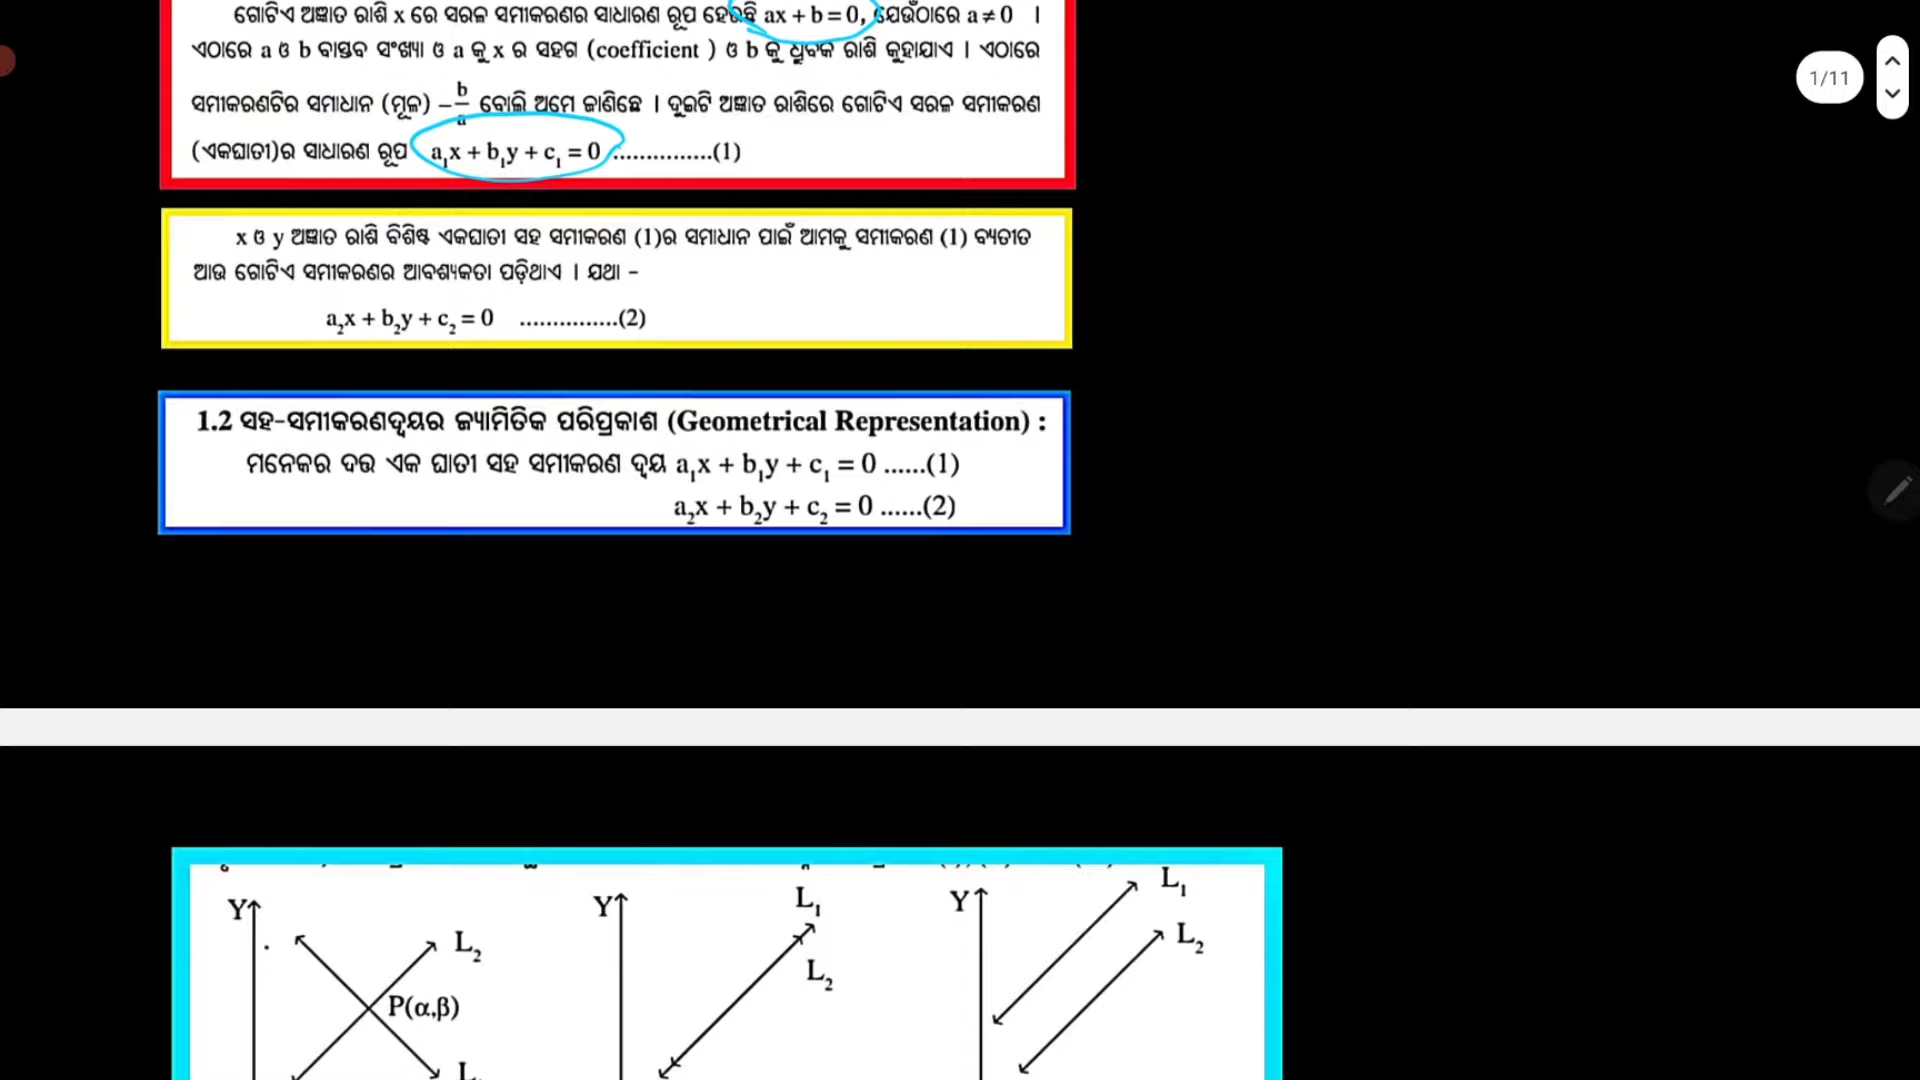 ଗୋଟିଏ ଅଜ୍ଞାତ ରାଶି x ରେ ସରଳ ସମୀକରଣର ସାଧାରଣ ରୂପ ହେଉଛି ax + b = 0, ଯେଉଁଠାରେ a ≠ 0 ।
ଏଠାରେ a ଓ b ବାସ୍ତବ ସଂଖ୍ୟା ଓ a କୁ x ର ସହଗ (coefficient ) ଓ b କୁ ଧ୍ରୁବକ ରାଶି କୁହାଯାଏ । ଏଠାରେ
ସମୀକରଣଟିର ସମାଧାନ (ମୂଳ) –b/a ବୋଲି ଅମେ ଜାଣିଛେ । ଦୁଇଟି ଅଜ୍ଞାତ ରାଶିରେ ଗୋଟିଏ ସରଳ ସମୀକରଣ
(ଏକଘାତୀ)ର ସାଧାରଣ ରୂପ a₁x + b₁y + c₁ = 0 ...............(1)
1/11
x ଓ y ଅଜ୍ଞାତ ରାଶି ବିଶିଷ୍ଟ ଏକଘାତୀ ସହ ସମୀକରଣ (1)ର ସମାଧାନ ପାଇଁ ଆମକୁ ସମୀକରଣ (1) ବ୍ୟତୀତ
ଆଉ ଗୋଟିଏ ସମୀକରଣର ଆବଶ୍ୟକତା ପଡ଼ିଥାଏ । ଯଥା –
a₂x + b₂y + c₂ = 0 ...............(2)
1.2 ସହ-ସମୀକରଣଦ୍ୱୟର ଜ୍ୟାମିତିକ ପରିପ୍ରକାଶ (Geometrical Representation) :
ମନେକର ଦତ୍ତ ଏକ ଘାତୀ ସହ ସମୀକରଣ ଦ୍ୱୟ a₁x + b₁y + c₁ = 0 ......(1)
a₂x + b₂y + c₂ = 0 ......(2)
Y
L₂
P(α,β)
Y
L₁
L₂
Y
L₁
L₂